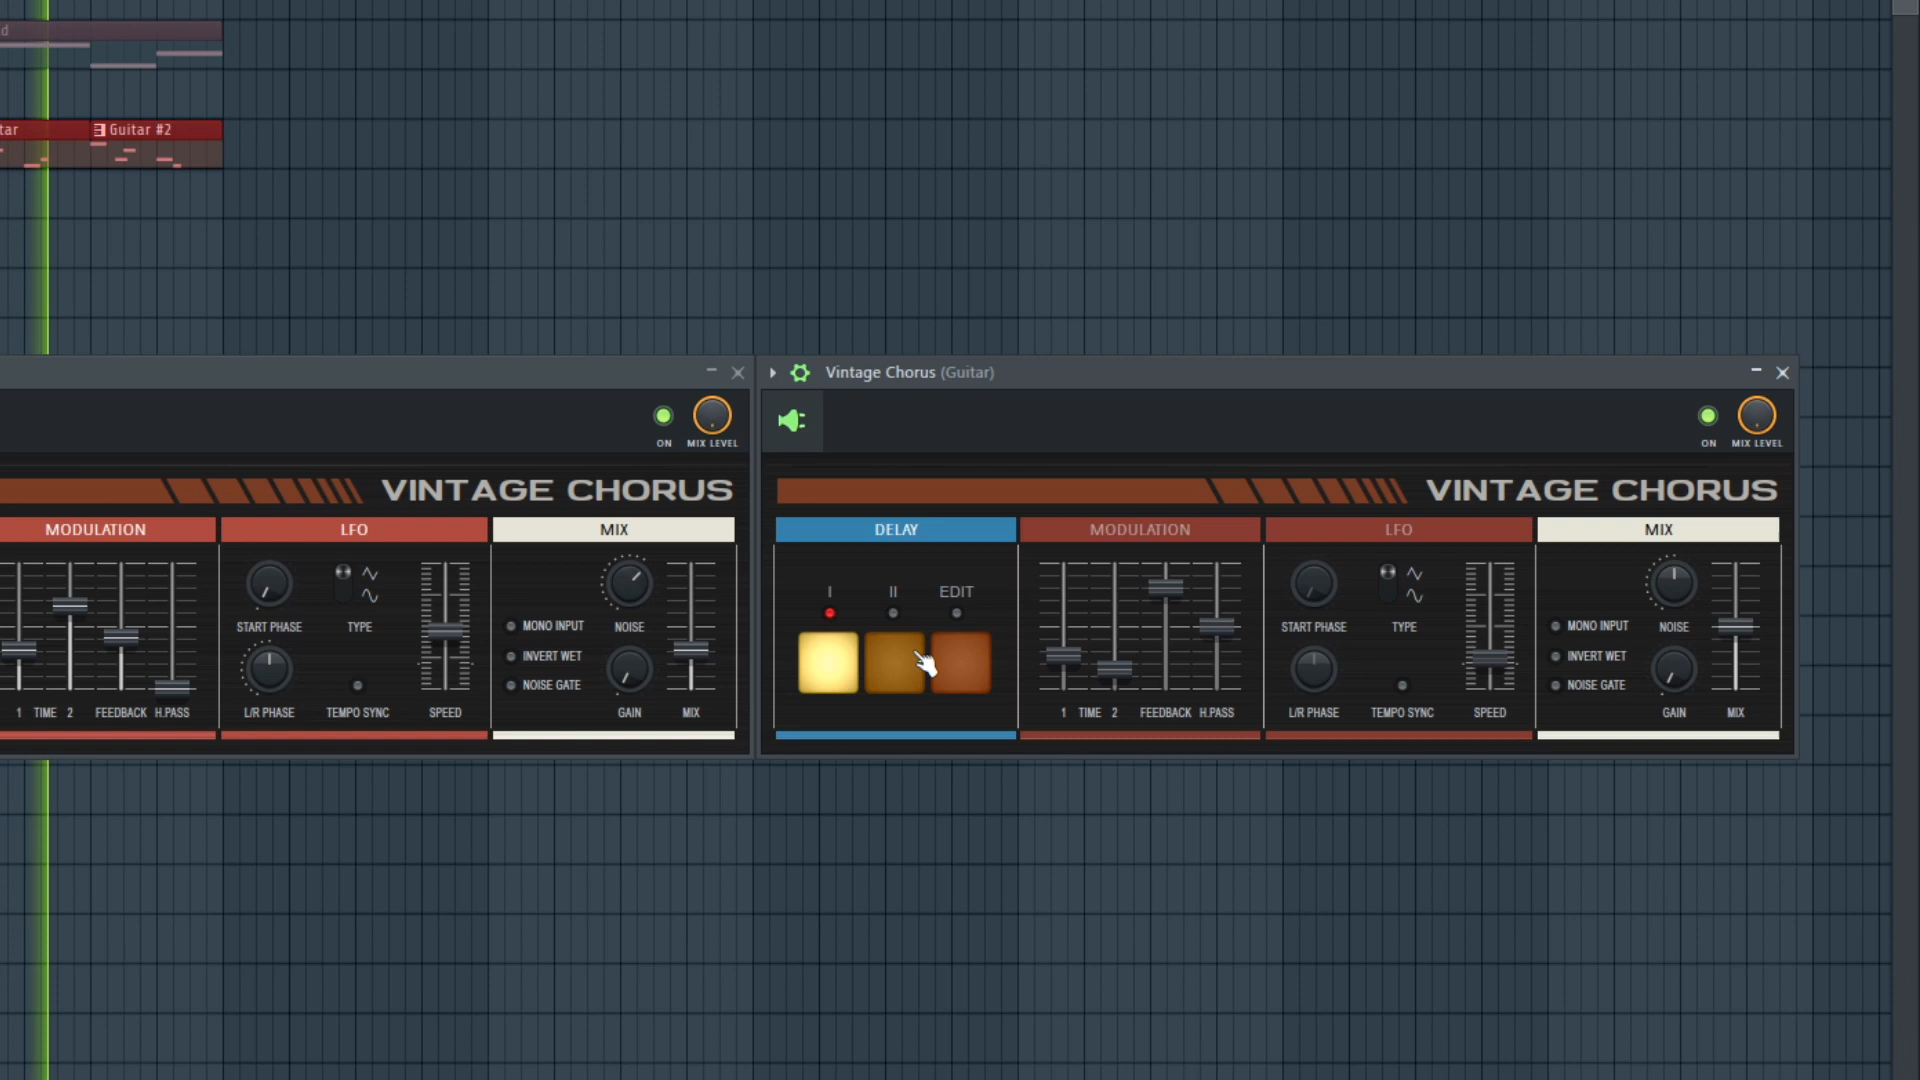 d
tar
Guitar #2
Vintage Chorus (Guitar)
ON
MIX LEVEL
ON
MIX LEVEL
VINTAGE CHORUS
VINTAGE CHORUS
MODULATION
LFO
MIX
DELAY
MODULATION
LFO
MIX
I
II
EDIT
START PHASE
TYPE
MONO INPUT
NOISE
INVERT WET
NOISE GATE
1 TIME 2
FEEDBACK
H.PASS
L/R PHASE
TEMPO SYNC
SPEED
GAIN
MIX
START PHASE
TYPE
MONO INPUT
NOISE
INVERT WET
NOISE GATE
1 TIME 2
FEEDBACK
H.PASS
L/R PHASE
TEMPO SYNC
SPEED
GAIN
MIX